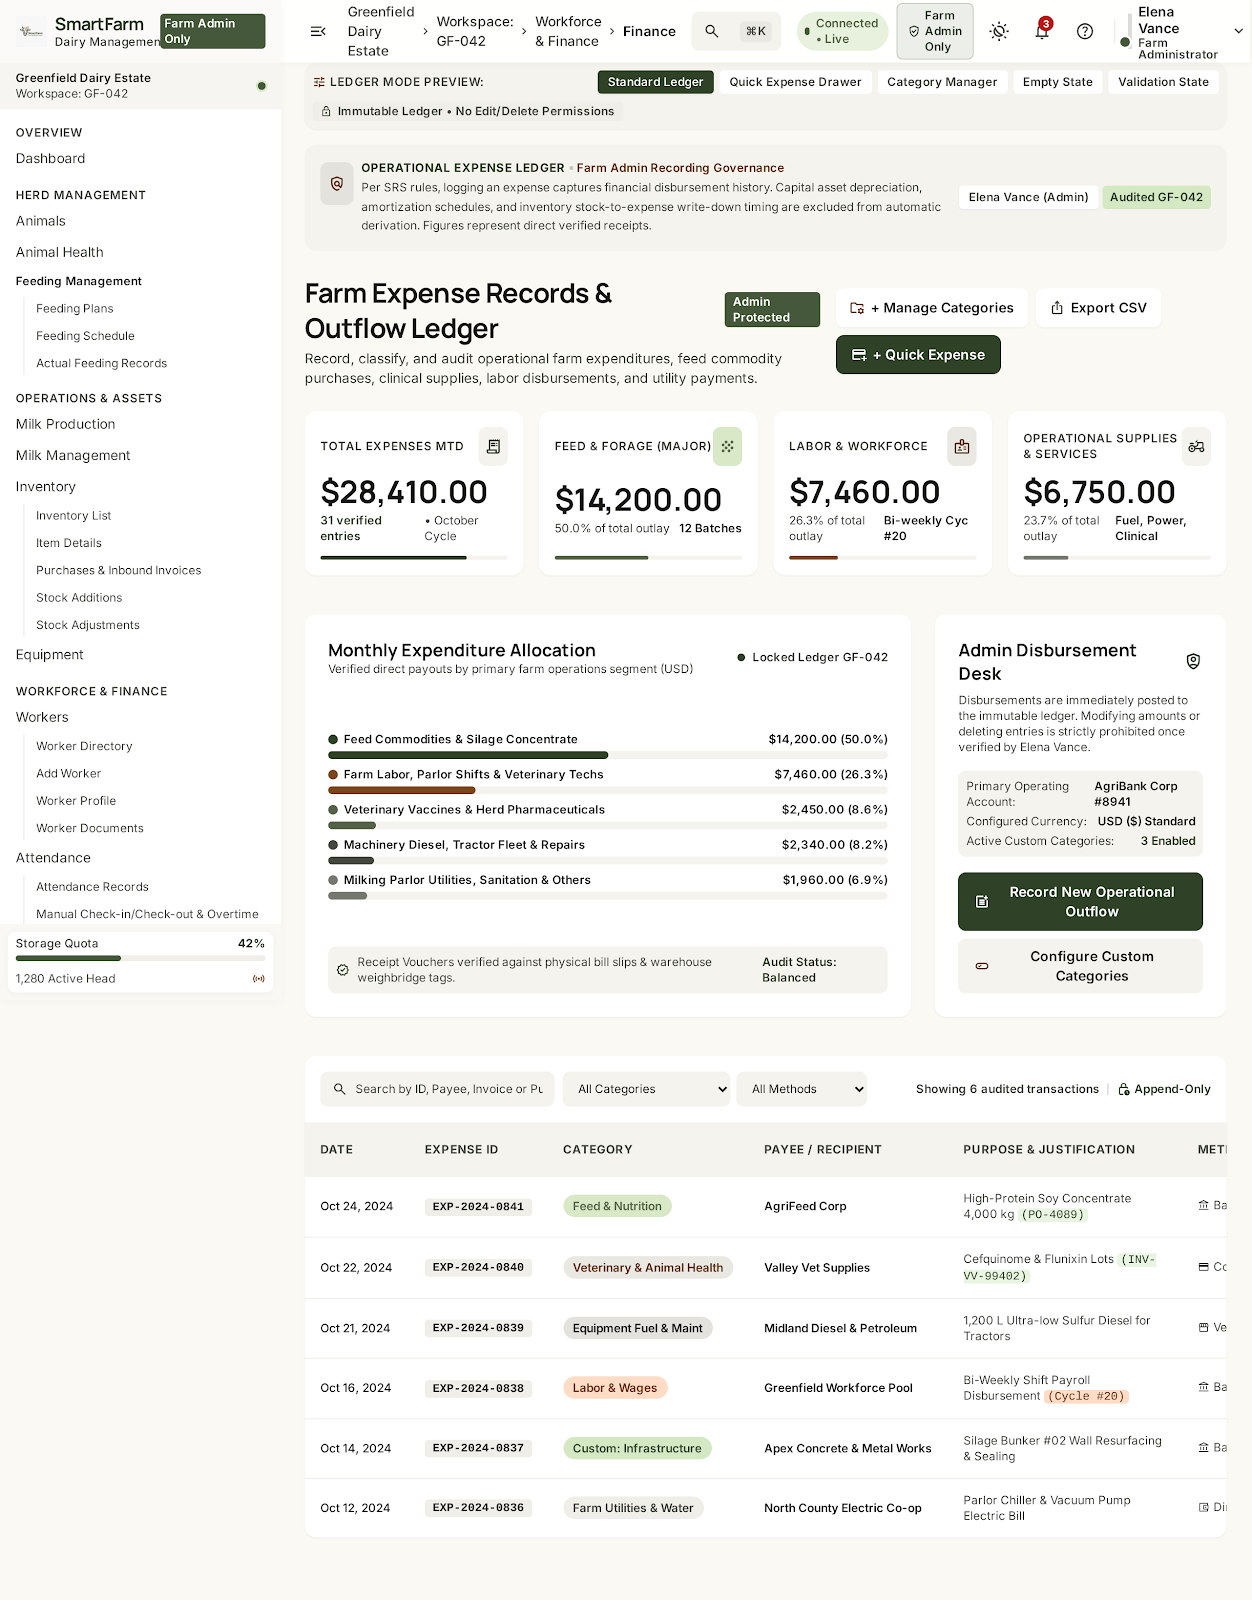 SmartFarm
Dairy Managemen
Farm Admin
Only
Greenfield Dairy Estate
Workspace: GF-042
OVERVIEW
Dashboard
HERD MANAGEMENT
Animals
Animal Health
Feeding Management
Feeding Plans
Feeding Schedule
Actual Feeding Records
OPERATIONS & ASSETS
Milk Production
Milk Management
Inventory
Inventory List
Item Details
Purchases & Inbound Invoices
Stock Additions
Stock Adjustments
Equipment
WORKFORCE & FINANCE
Workers
Worker Directory
Add Worker
Worker Profile
Worker Documents
Attendance
Attendance Records
Manual Check-in/Check-out & Overtime
Storage Quota 42%
1,280 Active Head
Greenfield
Dairy
Estate
Workspace:
GF-042
Workforce
& Finance
Finance
⌘K
Connected
• Live
Farm
Admin
Only
3
Elena
Vance
Farm
Administrator
LEDGER MODE PREVIEW:
Standard Ledger
Quick Expense Drawer
Category Manager
Empty State
Validation State
Immutable Ledger • No Edit/Delete Permissions
OPERATIONAL EXPENSE LEDGER • Farm Admin Recording Governance
Per SRS rules, logging an expense captures financial disbursement history. Capital asset depreciation,
amortization schedules, and inventory stock-to-expense write-down timing are excluded from automatic
derivation. Figures represent direct verified receipts.
Elena Vance (Admin)
Audited GF-042
Farm Expense Records &
Outflow Ledger
Admin
Protected
Record, classify, and audit operational farm expenditures, feed commodity
purchases, clinical supplies, labor disbursements, and utility payments.
+ Manage Categories
Export CSV
+ Quick Expense
TOTAL EXPENSES MTD
$28,410.00
31 verified
entries
• October
Cycle
FEED & FORAGE (MAJOR)
$14,200.00
50.0% of total outlay 12 Batches
LABOR & WORKFORCE
$7,460.00
26.3% of total
outlay
Bi-weekly Cyc
#20
OPERATIONAL SUPPLIES
& SERVICES
$6,750.00
23.7% of total
outlay
Fuel, Power,
Clinical
Monthly Expenditure Allocation
Verified direct payouts by primary farm operations segment (USD)
Locked Ledger GF-042
Feed Commodities & Silage Concentrate $14,200.00 (50.0%)
Farm Labor, Parlor Shifts & Veterinary Techs $7,460.00 (26.3%)
Veterinary Vaccines & Herd Pharmaceuticals $2,450.00 (8.6%)
Machinery Diesel, Tractor Fleet & Repairs $2,340.00 (8.2%)
Milking Parlor Utilities, Sanitation & Others $1,960.00 (6.9%)
Receipt Vouchers verified against physical bill slips & warehouse
weighbridge tags.
Audit Status:
Balanced
Admin Disbursement
Desk
Disbursements are immediately posted to
the immutable ledger. Modifying amounts or
deleting entries is strictly prohibited once
verified by Elena Vance.
Primary Operating
Account:
AgriBank Corp
#8941
Configured Currency: USD ($) Standard
Active Custom Categories: 3 Enabled
Record New Operational
Outflow
Configure Custom
Categories
Search by ID, Payee, Invoice or Pu
All Categories
All Methods
Showing 6 audited transactions
Append-Only
DATE EXPENSE ID CATEGORY PAYEE / RECIPIENT PURPOSE & JUSTIFICATION MET
Oct 24, 2024 EXP-2024-0841 Feed & Nutrition AgriFeed Corp High-Protein Soy Concentrate
4,000 kg (PO-4089) Ba
Oct 22, 2024 EXP-2024-0840 Veterinary & Animal Health Valley Vet Supplies Cefquinome & Flunixin Lots (INV-
VV-99402) Co
Oct 21, 2024 EXP-2024-0839 Equipment Fuel & Maint Midland Diesel & Petroleum 1,200 L Ultra-low Sulfur Diesel for
Tractors Ve
Oct 16, 2024 EXP-2024-0838 Labor & Wages Greenfield Workforce Pool Bi-Weekly Shift Payroll
Disbursement (Cycle #20) Ba
Oct 14, 2024 EXP-2024-0837 Custom: Infrastructure Apex Concrete & Metal Works Silage Bunker #02 Wall Resurfacing
& Sealing Ba
Oct 12, 2024 EXP-2024-0836 Farm Utilities & Water North County Electric Co-op Parlor Chiller & Vacuum Pump
Electric Bill Di